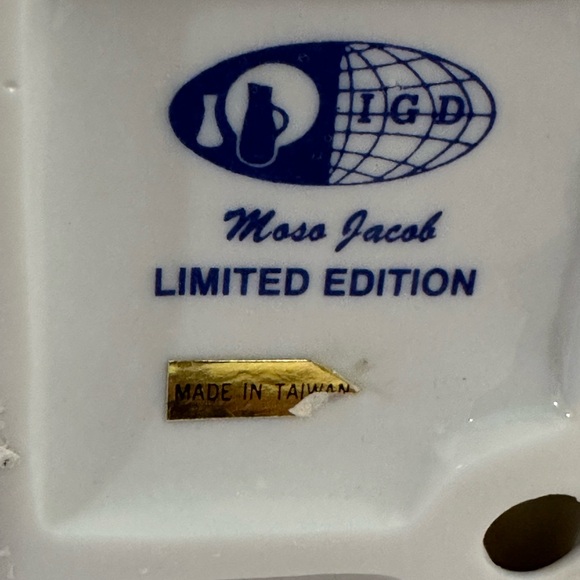 IGD
Moso Jacob
LIMITED EDITION
MADE IN TAIWAN